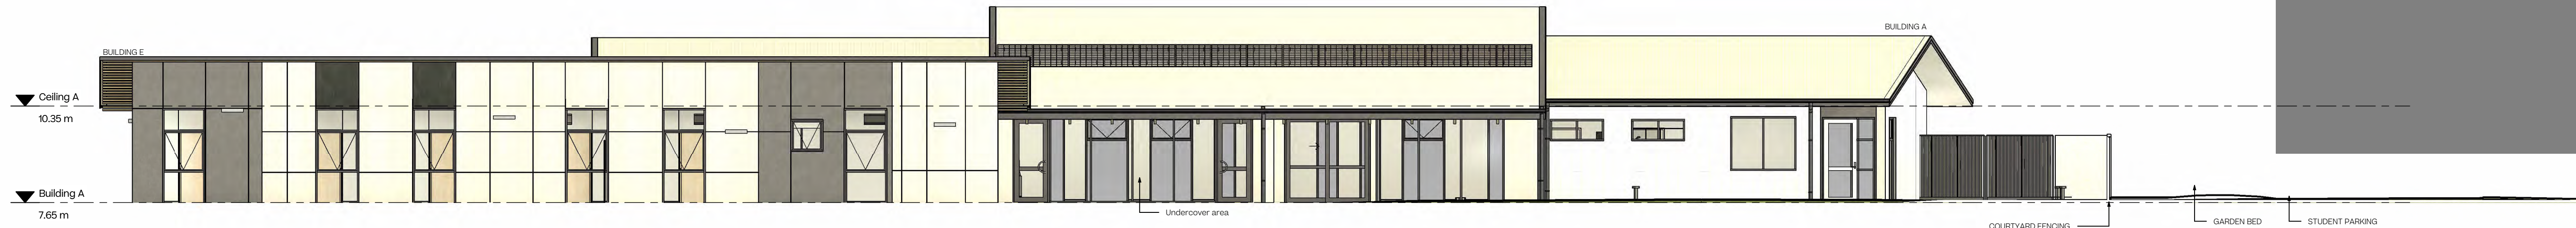 BUILDING A
BUILDING E
Ceiling A
10.35 m
Building A
7.65 m
Undercover area
COURTYARD FENCING
GARDEN BED
STUDENT PARKING